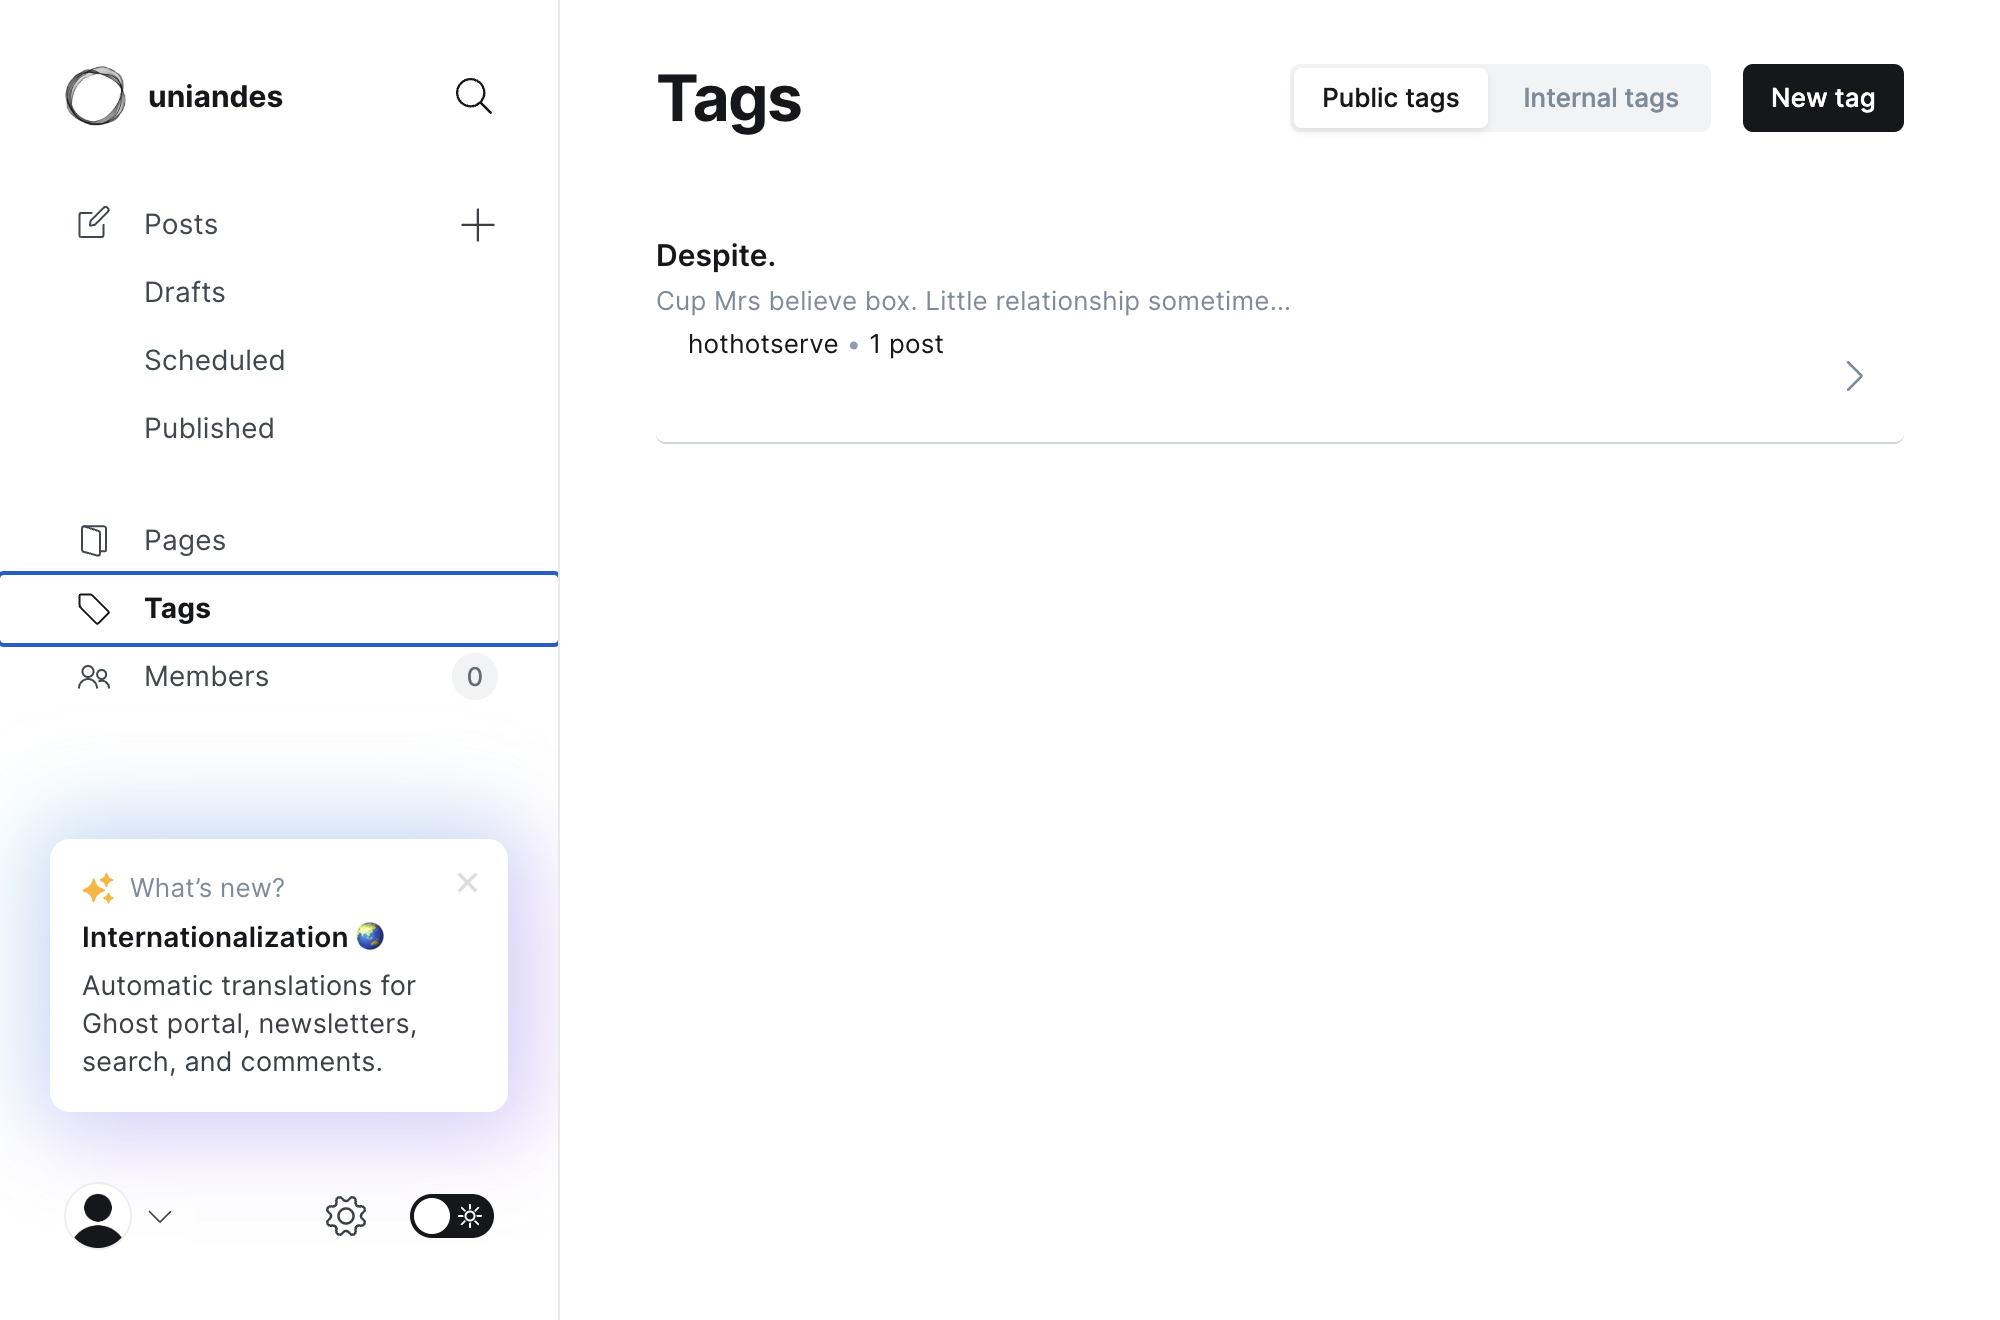 uniandes
Posts
Drafts
Scheduled
Published
Pages
Tags
Members 0
What’s new?
Internationalization
Automatic translations for
Ghost portal, newsletters,
search, and comments.
Tags
Public tags Internal tags New tag
Despite.
Cup Mrs believe box. Little relationship sometime...
hothotserve • 1 post